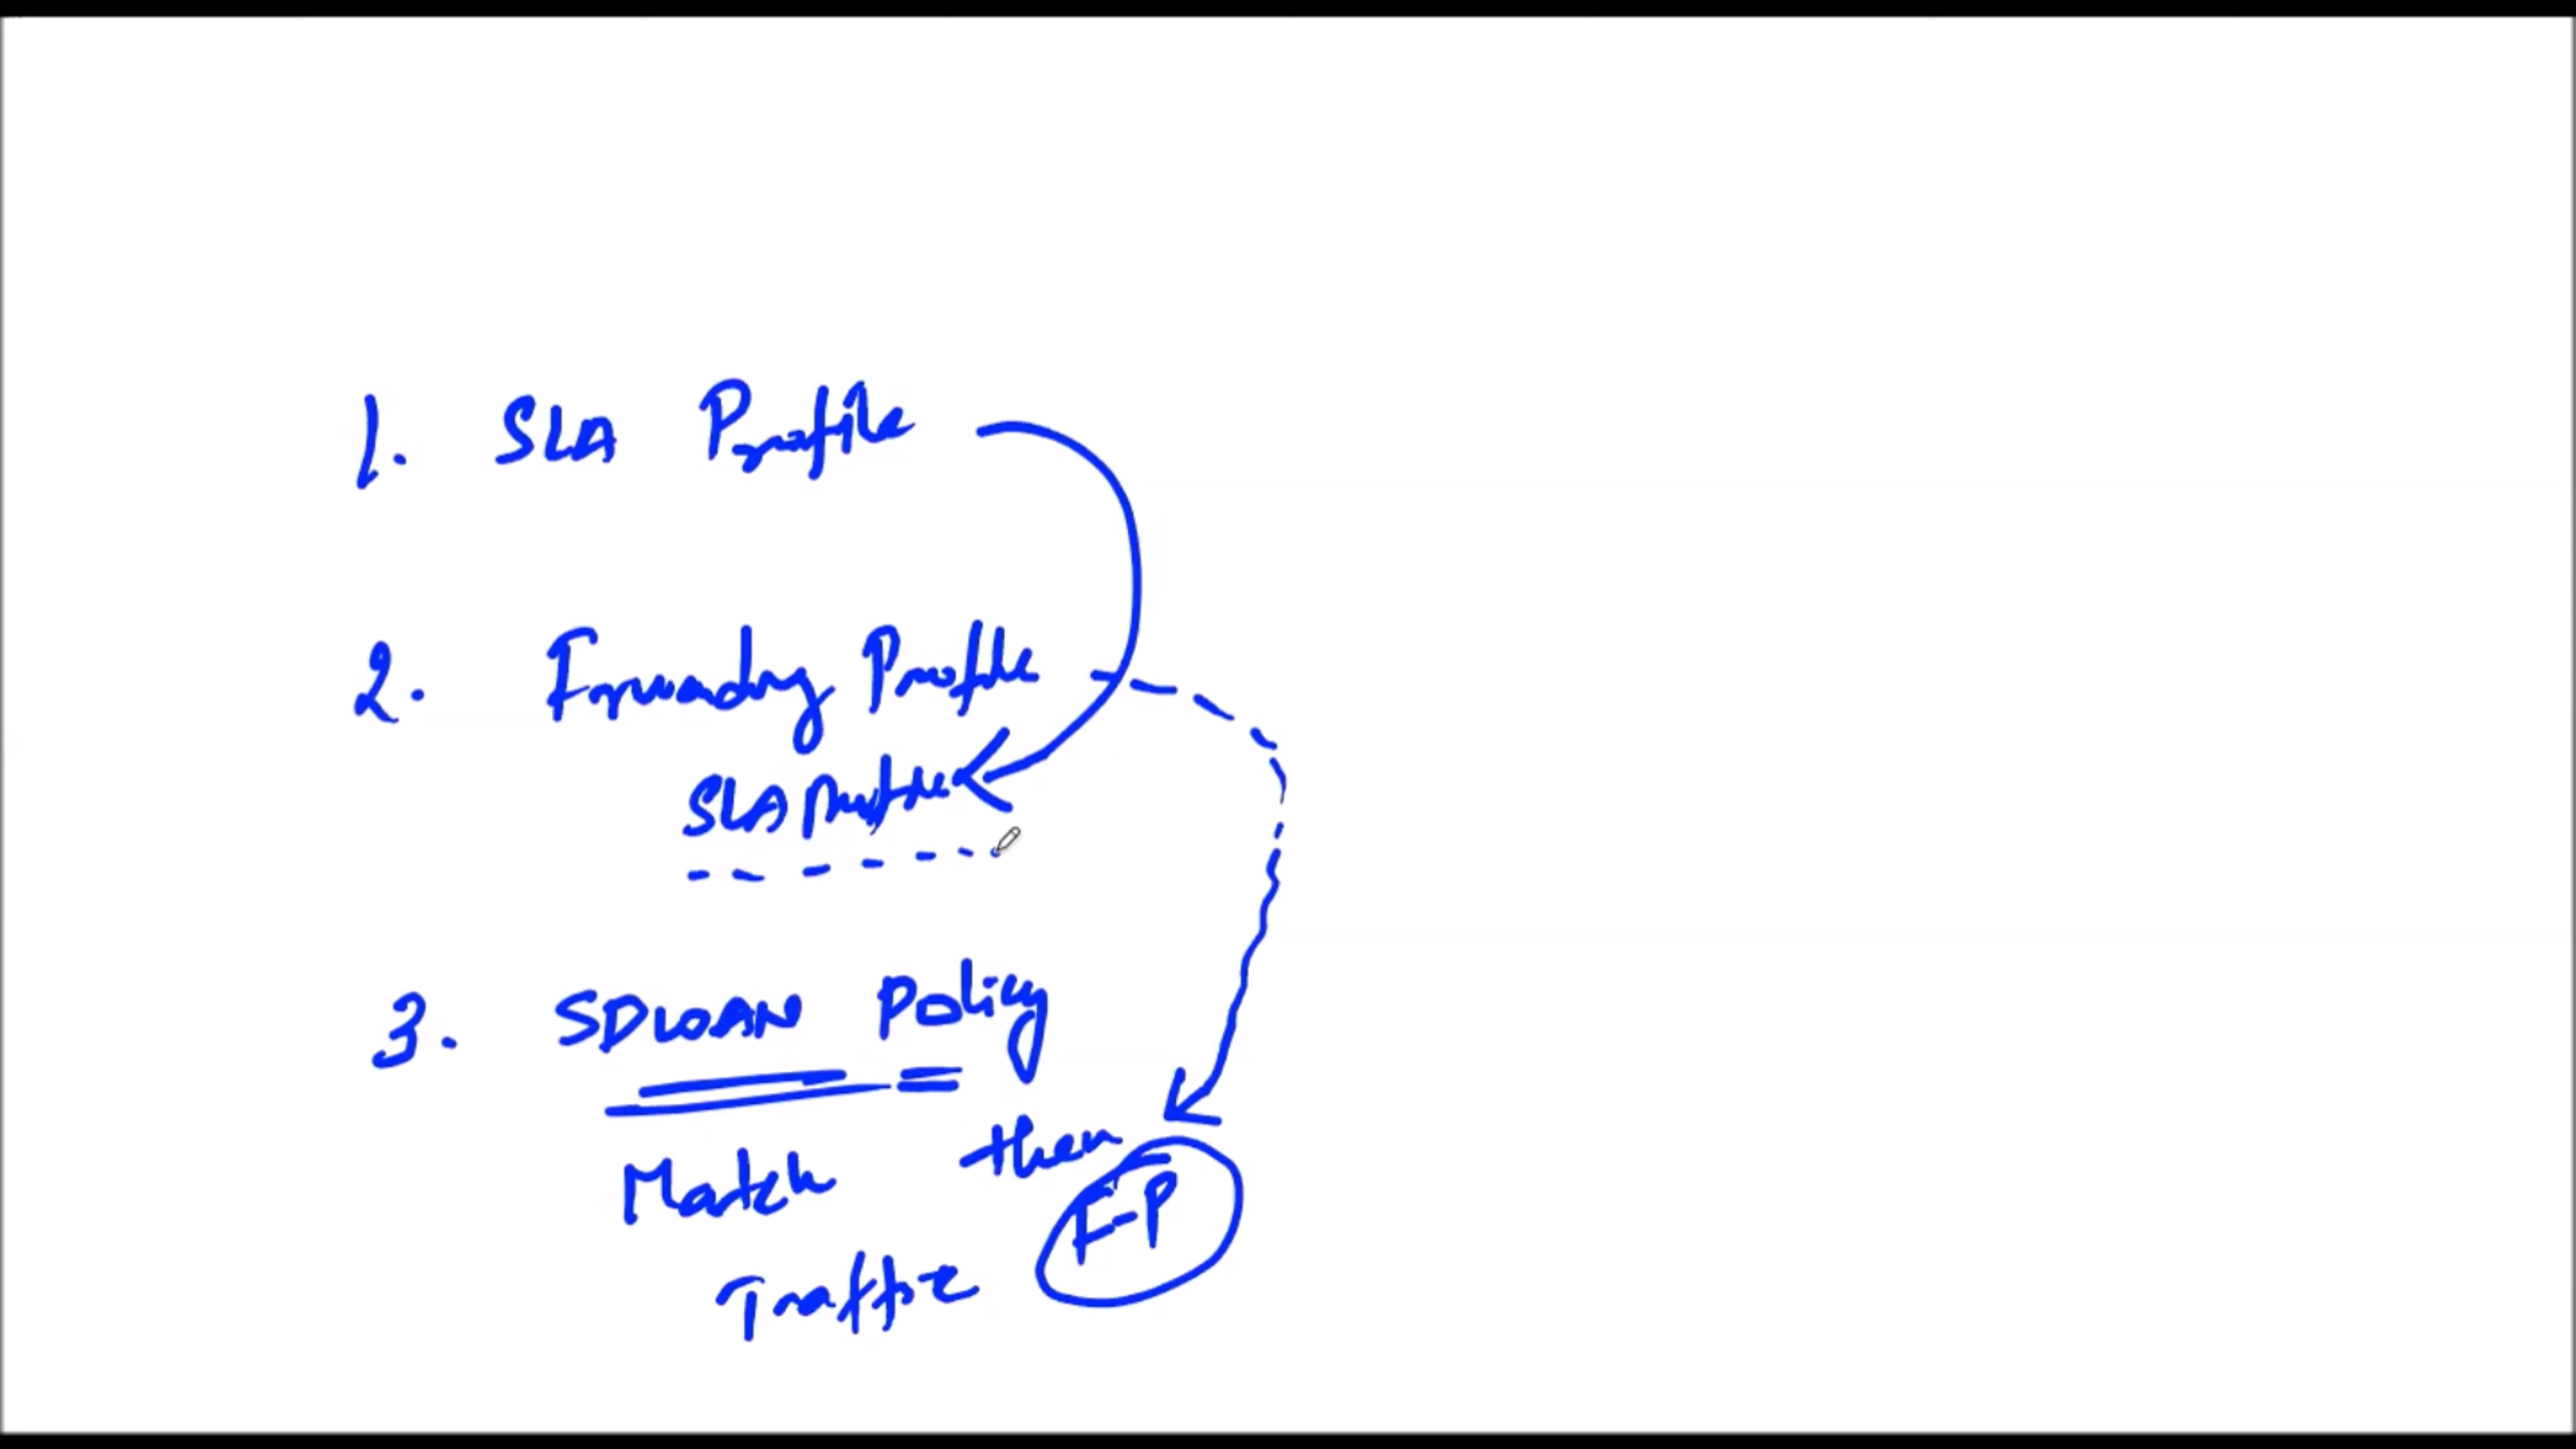 1. SLA Profile
2. Forwarding Profile
SLA Profile
3. SDWAN Policy
Match then
F-P
Traffic